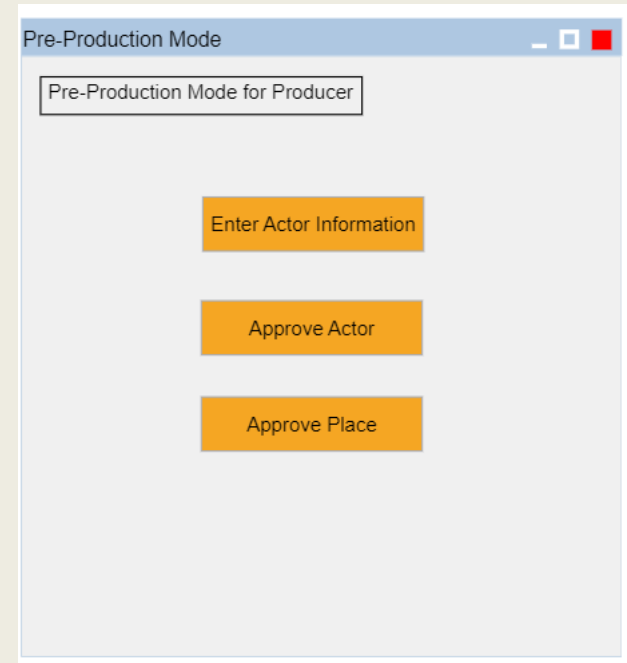 Pre-Production Mode
Pre-Production Mode for Producer
Enter Actor Information
Approve Actor
Approve Place